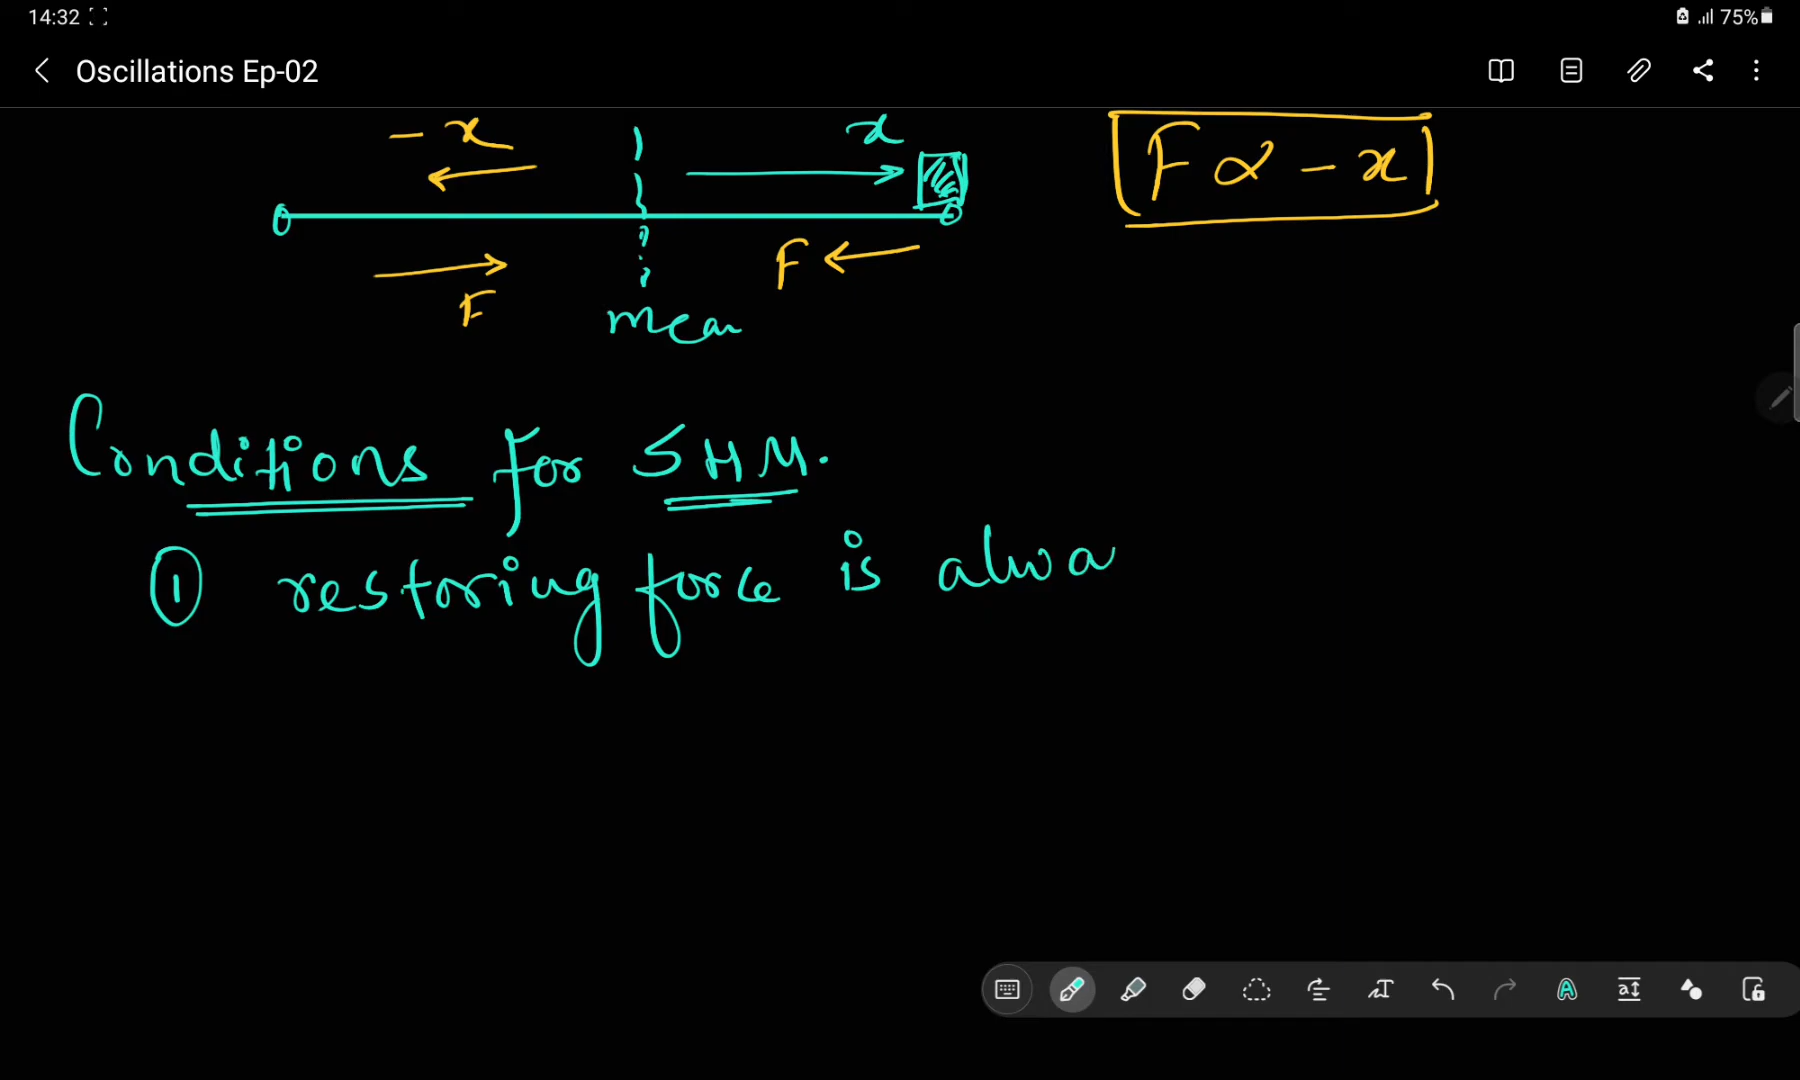 14:32
75%
Oscillations Ep-02
- x
x
F α - x
F
F
mean
Conditions for SHM.
① restoring force is alwa